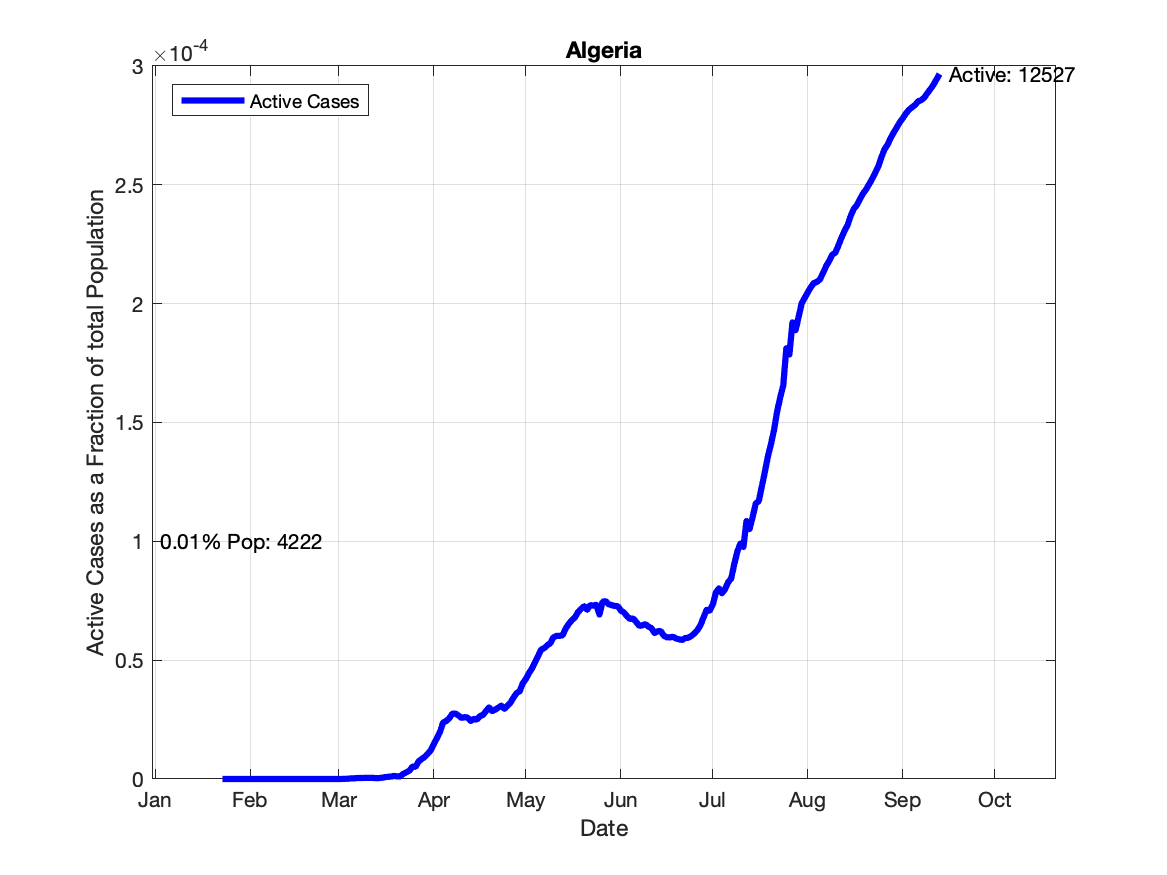 Algeria
×10-4
Active Cases
Active: 12527
0.01% Pop: 4222
Active Cases as a Fraction of total Population
3
2.5
2
1.5
1
0.5
0
Jan Feb Mar Apr May Jun Jul Aug Sep Oct
Date